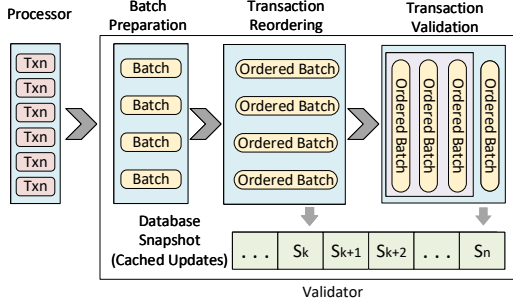 Processor
Batch
Preparation
Transaction
Reordering
Transaction
Validation
Txn
Txn
Txn
Txn
Txn
Txn
Batch
Batch
Batch
Batch
Ordered Batch
Ordered Batch
Ordered Batch
Ordered Batch
Ordered Batch
Ordered Batch
Ordered Batch
Ordered Batch
Database
Snapshot
(Cached Updates)
. . . Sk Sk+1 Sk+2 . . . Sn
Validator